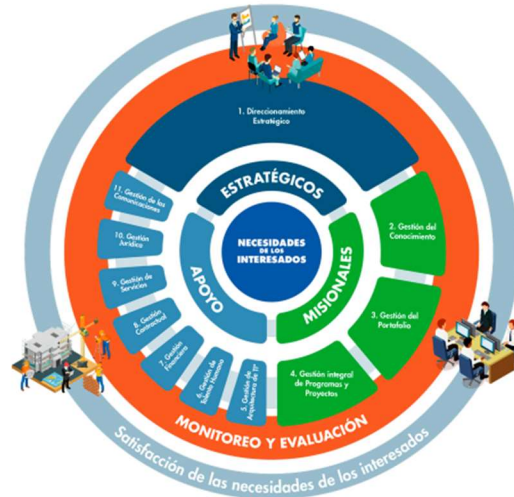 1. Direccionamiento
Estratégico
ESTRATÉGICOS
NECESIDADES
DE LOS
INTERESADOS
MISIONALES
APOYO
2. Gestión del
Conocimiento
3. Gestión del
Portafolio
4. Gestión integral
de Programas y
Proyectos
5. Gestión de
Arquitectura de TI
6. Gestión de
Talento Humano
7. Gestión
Financiera
8. Gestión
Contractual
9. Gestión de
Servicios
10. Gestión
Jurídica
11. Gestión de las
Comunicaciones
MONITOREO Y EVALUACIÓN
Satisfacción de las necesidades de los interesados